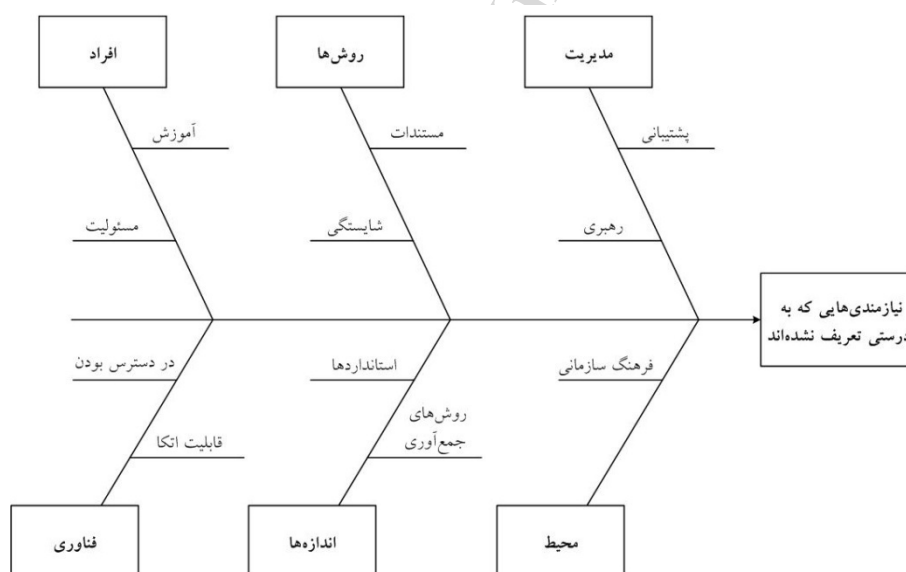 مدیریت
روش‌ها
افراد
پشتیبانی
مستندات
آموزش
رهبری
شایستگی
مسئولیت
نیازمندی‌هایی که به
درستی تعریف نشده‌اند
فرهنگ سازمانی
استانداردها
در دسترس بودن
روش‌های
جمع‌آوری
قابلیت اتکا
محیط
اندازه‌ها
فناوری